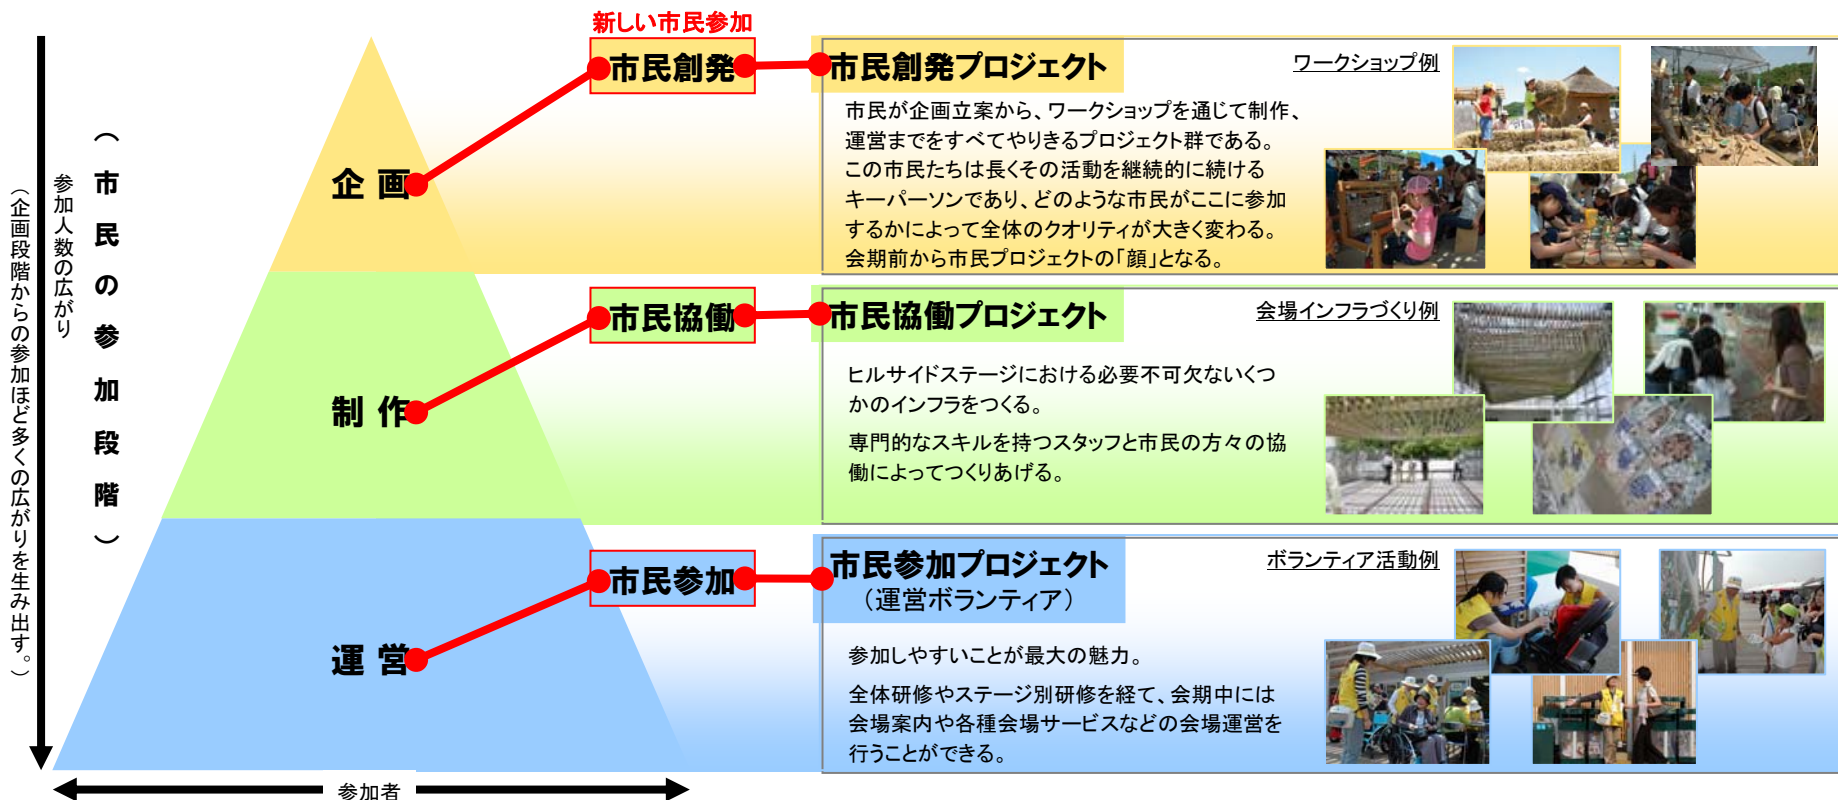 新しい市民参加
市民創発
市民創発プロジェクト
ワークショップ例
市民が企画立案から、ワークショップを通じて制作、
運営までをすべてやりきるプロジェクト群である。
この市民たちは長くその活動を継続的に続ける
キーパーソンであり、どのような市民がここに参加
するかによって全体のクオリティが大きく変わる。
会期前から市民プロジェクトの「顔」となる。
(市民の参加段階)
参加人数の広がり
(企画段階からの参加ほど多くの広がりを生み出す。)
企画
市民協働
市民協働プロジェクト
会場インフラづくり例
ヒルサイドステージにおける必要不可欠ないくつ
かのインフラをつくる。
専門的なスキルを持つスタッフと市民の方々の協
働によってつくりあげる。
制作
市民参加
市民参加プロジェクト
(運営ボランティア)
ボランティア活動例
参加しやすいことが最大の魅力。
全体研修やステージ別研修を経て、会期中には
会場案内や各種会場サービスなどの会場運営を
行うことができる。
運営
参加者